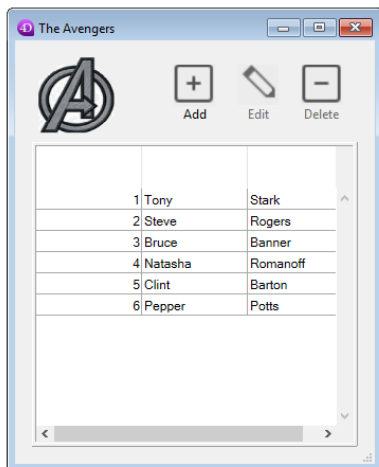 4D The Avengers
Add Edit Delete
1 Tony Stark
2 Steve Rogers
3 Bruce Banner
4 Natasha Romanoff
5 Clint Barton
6 Pepper Potts